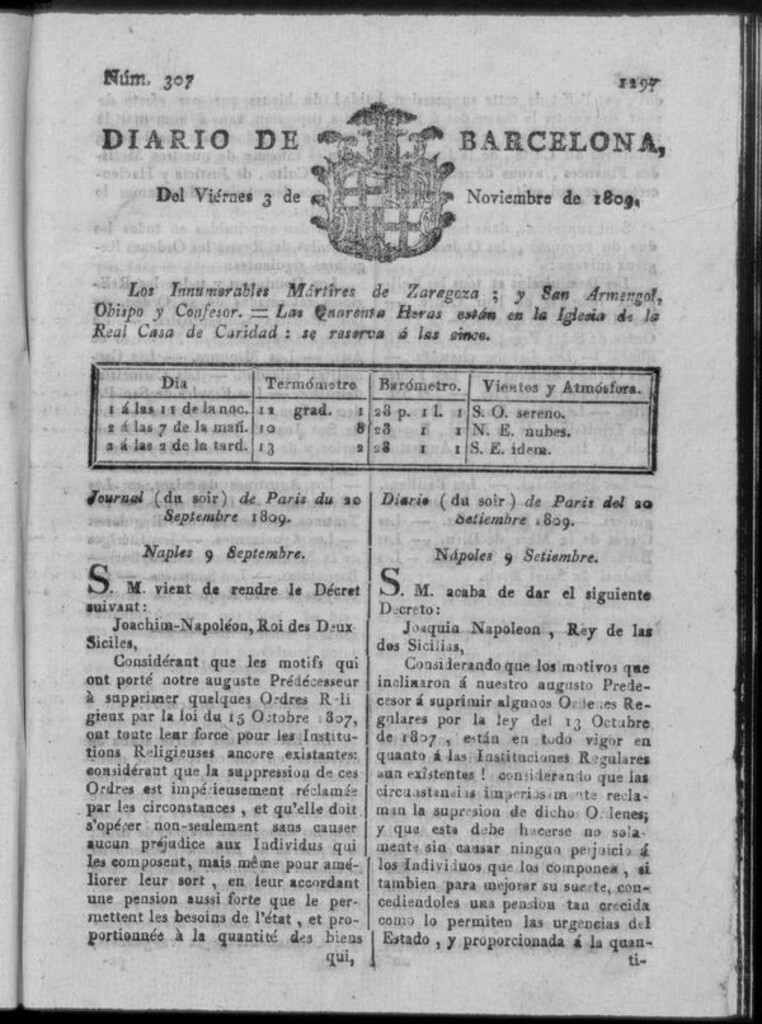 Núm. 307
1297
DIARIO DE BARCELONA,
Del Viérnes 3 de Noviembre de 1809.
Los Innumerables Mártires de Zaragoza ; y San Armengol,
Obispo y Confesor. = Las Quarenta Horas están en la Iglesia de la
Real Casa de Caridad : se reserva á las cinco.
Dia Termómetro Barómetro. Vientos y Atmósfera.
1 á las 11 de la noc. 12 grad. 1 28 p. 1 l. 1 S. O. sereno.
2 á las 7 de la mañ. 10 8 28 1 1 N. E. nubes.
2 á las 2 de la tard. 13 2 28 1 1 S. E. idem.
Journal (du soir) de Paris du 20
Septembre 1809.
Naples 9 Septembre.
S. M. vient de rendre le Décret
suivant:
Joachim-Napoléon, Roi des Deux
Siciles,
Considérant que les motifs qui
ont porté notre auguste Prédécesseur
à supprimer quelques Ordres Reli
gieux par la loi du 15 Octobre 1807,
ont toute leur force pour les Institu-
tions Religieuses ancore existantes:
considérant que la suppression de ces
Ordres est impérieusement réclamée
par les circonstances , et qu'elle doit
s'opérer non-seulement sans causer
aucun préjudice aux Individus qui
les composent, mais même pour amé-
liorer leur sort , en leur accordant
une pension aussi forte que le per-
mettent les besoins de l'état , et pro-
portionnée à la quantité des biens
qui,
Diario ( du soir) de Paris del 20
Setiembre 1809.
Nápoles 9 Setiembre.
S. M. acaba de dar el siguiente
Decreto:
Joaquin Napoleon , Rey de las
dos Sicilias,
Considerando que los motivos que
inclinaron á nuestro augusto Prede-
cesor á suprimir algunos Ordenes Re-
gulares por la ley del 13 Octubre
de 1807 , están en todo vigor en
quanto á las Instituciones Regulares
aun existentes ! considerando que las
circunstancias imperiosamente recla-
man la supresion de dicho Ordenes;
y que esta debe hacerse no sola-
mente sin causar ningun perjuicio á
los Individuos que los componen , si
tambien para mejorar su suerte, con-
cediendoles una pension tan crecida
como lo permiten las urgencias del
Estado , y proporcionada á la quan-
ti-